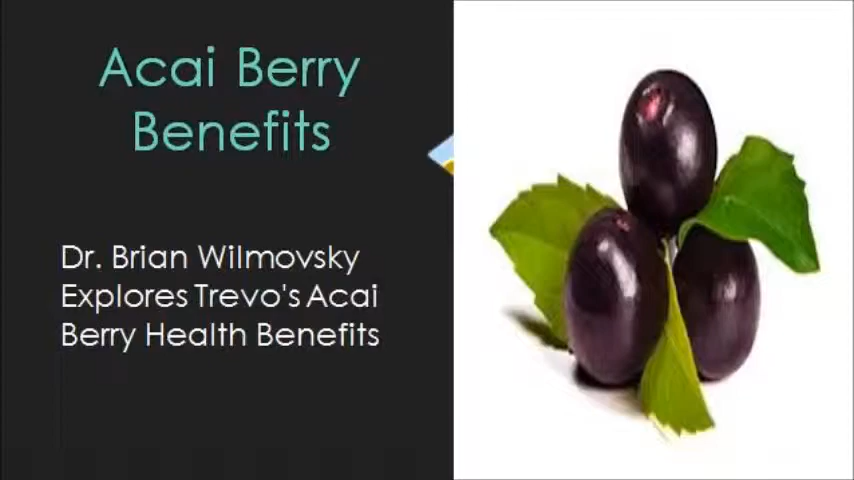 Acai Berry
Benefits
Dr. Brian Wilmovsky
Explores Trevo's Acai
Berry Health Benefits